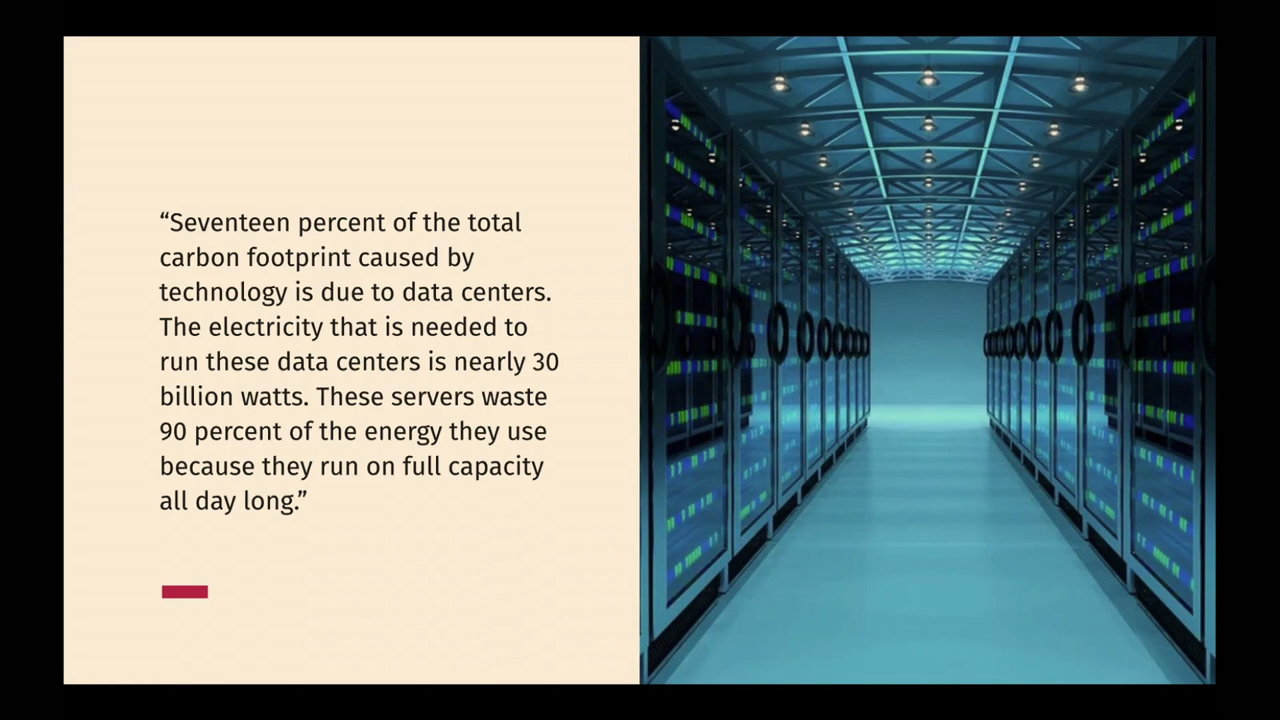 “Seventeen percent of the total
carbon footprint caused by
technology is due to data centers.
The electricity that is needed to
run these data centers is nearly 30
billion watts. These servers waste
90 percent of the energy they use
because they run on full capacity
all day long.”